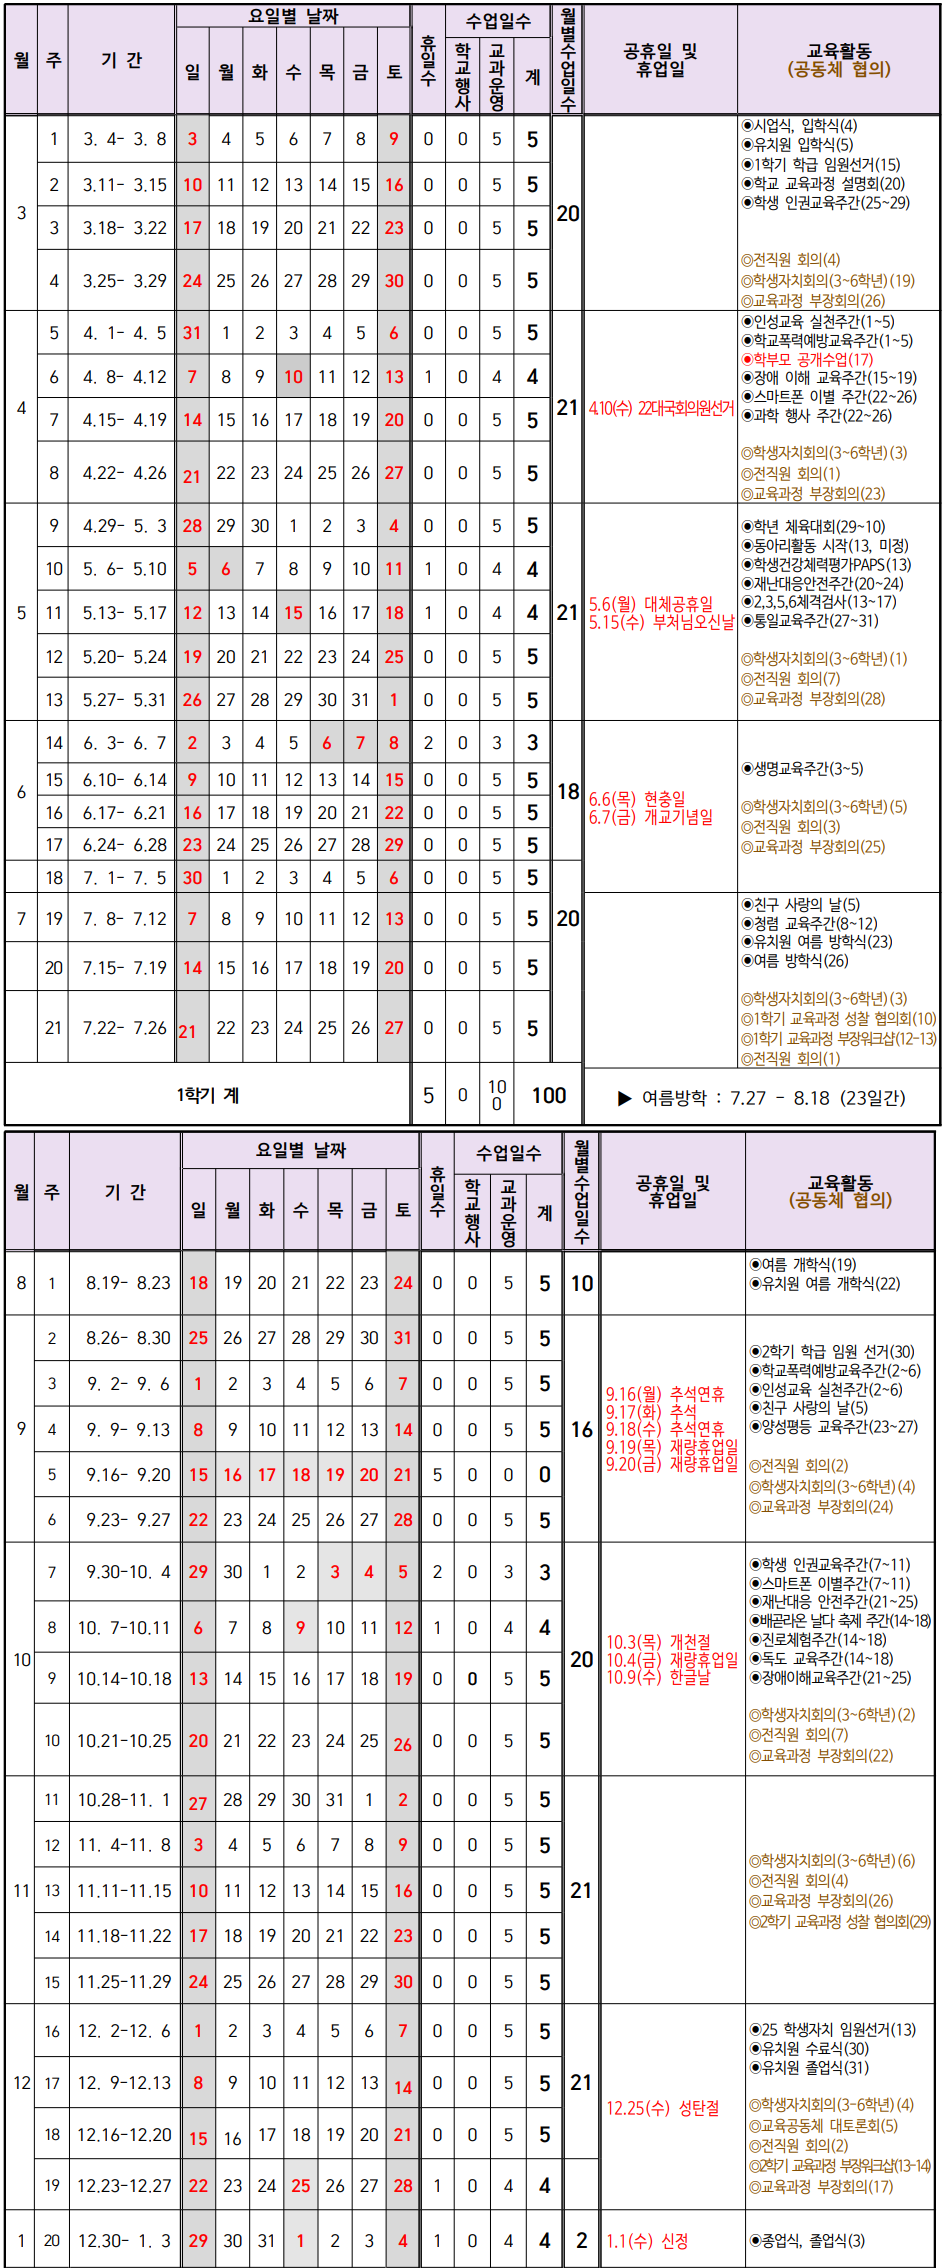 월 주 기 간 요일별 날짜 휴일수 수업일수 월별수업일수 공휴일 및 휴업일 교육활동 (공동체 협의)
일 월 화 수 목 금 토 학교행사 교과운영 계
3 20
1 3. 4- 3. 8 3 4 5 6 7 8 9 0 0 5 5
2 3.11- 3.15 10 11 12 13 14 15 16 0 0 5 5
3 3.18- 3.22 17 18 19 20 21 22 23 0 0 5 5
4 3.25- 3.29 24 25 26 27 28 29 30 0 0 5 5
◉시업식, 입학식(4)
◉유치원 입학식(5)
◉1학기 학급 임원선거(15)
◉학교 교육과정 설명회(20)
◉학생 인권교육주간(25~29)
◎전직원 회의(4)
◎학생자치회의(3~6학년)(19)
◎교육과정 부장회의(26)
4 21
5 4. 1- 4. 5 31 1 2 3 4 5 6 0 0 5 5
6 4. 8- 4.12 7 8 9 10 11 12 13 1 0 4 4
7 4.15- 4.19 14 15 16 17 18 19 20 0 0 5 5
8 4.22- 4.26 21 22 23 24 25 26 27 0 0 5 5
4.10(수) 22대국회의원선거
◉인성교육 실천주간(1~5)
◉학교폭력예방교육주간(1~5)
◉학부모 공개수업(17)
◉장애 이해 교육주간(15~19)
◉스마트폰 이별 주간(22~26)
◉과학 행사 주간(22~26)
◎학생자치회의(3~6학년)(3)
◎전직원 회의(1)
◎교육과정 부장회의(23)
5 21
9 4.29- 5. 3 28 29 30 1 2 3 4 0 0 5 5
10 5. 6- 5.10 5 6 7 8 9 10 11 1 0 4 4
11 5.13- 5.17 12 13 14 15 16 17 18 1 0 4 4
12 5.20- 5.24 19 20 21 22 23 24 25 0 0 5 5
13 5.27- 5.31 26 27 28 29 30 31 1 0 0 5 5
5.6(월) 대체공휴일
5.15(수) 부처님오신날
◉학년 체육대회(29~10)
◉동아리활동 시작(13, 미정)
◉학생건강체력평가PAPS(13)
◉재난대응안전주간(20~24)
◉2,3,5,6체격검사(13~17)
◉통일교육주간(27~31)
◎학생자치회의(3~6학년)(1)
◎전직원 회의(7)
◎교육과정 부장회의(28)
6 18
14 6. 3- 6. 7 2 3 4 5 6 7 8 2 0 3 3
15 6.10- 6.14 9 10 11 12 13 14 15 0 0 5 5
16 6.17- 6.21 16 17 18 19 20 21 22 0 0 5 5
17 6.24- 6.28 23 24 25 26 27 28 29 0 0 5 5
6.6(목) 현충일
6.7(금) 개교기념일
◉생명교육주간(3~5)
◎학생자치회의(3~6학년)(5)
◎전직원 회의(3)
◎교육과정 부장회의(25)
7 20
18 7. 1- 7. 5 30 1 2 3 4 5 6 0 0 5 5
19 7. 8- 7.12 7 8 9 10 11 12 13 0 0 5 5
20 7.15- 7.19 14 15 16 17 18 19 20 0 0 5 5
21 7.22- 7.26 21 22 23 24 25 26 27 0 0 5 5
◉친구 사랑의 날(5)
◉청렴 교육주간(8~12)
◉유치원 여름 방학식(23)
◉여름 방학식(26)
◎학생자치회의(3~6학년)(3)
◎1학기 교육과정 성찰 협의회(10)
◎1학기 교육과정 부장워크샵(12-13)
◎전직원 회의(1)
1학기 계 5 0 100 100 ▶ 여름방학 : 7.27 - 8.18 (23일간)
월 주 기 간 요일별 날짜 휴일수 수업일수 월별수업일수 공휴일 및 휴업일 교육활동 (공동체 협의)
일 월 화 수 목 금 토 학교행사 교과운영 계
8 1 8.19- 8.23 18 19 20 21 22 23 24 0 0 5 5 10
◉여름 개학식(19)
◉유치원 여름 개학식(22)
9 16
2 8.26- 8.30 25 26 27 28 29 30 31 0 0 5 5
3 9. 2- 9. 6 1 2 3 4 5 6 7 0 0 5 5
4 9. 9- 9.13 8 9 10 11 12 13 14 0 0 5 5
5 9.16- 9.20 15 16 17 18 19 20 21 5 0 0 0
6 9.23- 9.27 22 23 24 25 26 27 28 0 0 5 5
9.16(월) 추석연휴
9.17(화) 추석
9.18(수) 추석연휴
9.19(목) 재량휴업일
9.20(금) 재량휴업일
◉2학기 학급 임원 선거(30)
◉학교폭력예방교육주간(2~6)
◉인성교육 실천주간(2~6)
◉친구 사랑의 날(5)
◉양성평등 교육주간(23~27)
◎전직원 회의(2)
◎학생자치회의(3~6학년)(4)
◎교육과정 부장회의(24)
10 20
7 9.30-10. 4 29 30 1 2 3 4 5 2 0 3 3
8 10. 7-10.11 6 7 8 9 10 11 12 1 0 4 4
9 10.14-10.18 13 14 15 16 17 18 19 0 0 5 5
10 10.21-10.25 20 21 22 23 24 25 26 0 0 5 5
10.3(목) 개천절
10.4(금) 재량휴업일
10.9(수) 한글날
◉학생 인권교육주간(7~11)
◉스마트폰 이별주간(7~11)
◉재난대응 안전주간(21~25)
◉배곧라온 날다 축제 주간(14~18)
◉진로체험주간(14~18)
◉독도 교육주간(14~18)
◉장애이해교육주간(21~25)
◎학생자치회의(3~6학년)(2)
◎전직원 회의(7)
◎교육과정 부장회의(22)
11 21
11 10.28-11. 1 27 28 29 30 31 1 2 0 0 5 5
12 11. 4-11. 8 3 4 5 6 7 8 9 0 0 5 5
13 11.11-11.15 10 11 12 13 14 15 16 0 0 5 5
14 11.18-11.22 17 18 19 20 21 22 23 0 0 5 5
15 11.25-11.29 24 25 26 27 28 29 30 0 0 5 5
◎학생자치회의(3~6학년)(6)
◎전직원 회의(4)
◎교육과정 부장회의(26)
◎2학기 교육과정 성찰 협의회(29)
12 21
16 12. 2-12. 6 1 2 3 4 5 6 7 0 0 5 5
17 12. 9-12.13 8 9 10 11 12 13 14 0 0 5 5
18 12.16-12.20 15 16 17 18 19 20 21 0 0 5 5
19 12.23-12.27 22 23 24 25 26 27 28 1 0 4 4
12.25(수) 성탄절
◉25 학생자치 임원선거(13)
◉유치원 수료식(30)
◉유치원 졸업식(31)
◎학생자치회의(3-6학년)(4)
◎교육공동체 대토론회(5)
◎전직원 회의(2)
◎2학기 교육과정 부장워크샵(13-14)
◎교육과정 부장회의(17)
1 20 12.30- 1. 3 29 30 31 1 2 3 4 1 0 4 4 2 1.1(수) 신정 ◉종업식, 졸업식(3)